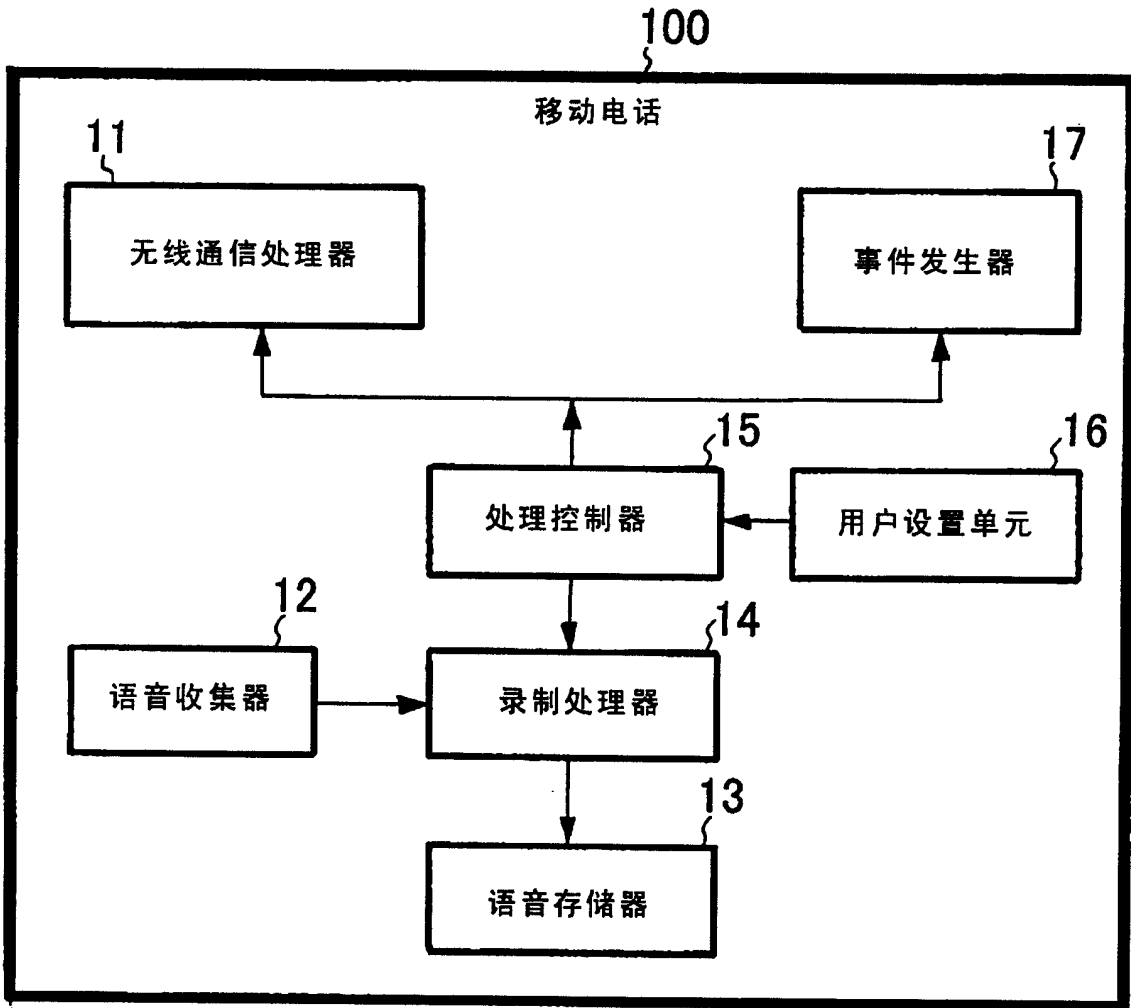 100
移动电话
11
无线通信处理器
17
事件发生器
15
处理控制器
16
用户设置单元
12
语音收集器
14
录制处理器
13
语音存储器